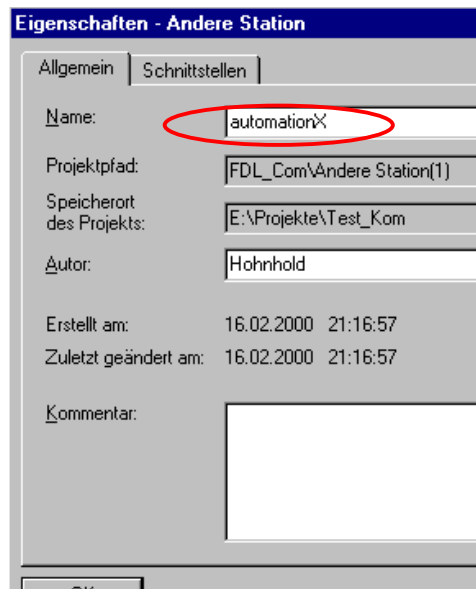 Eigenschaften - Andere Station
Allgemein Schnittstellen
Name: automationX
Projektpfad: FDL_Com\Andere Station(1)
Speicherort
des Projekts: E:\Projekte\Test_Kom
Autor: Hohnhold
Erstellt am: 16.02.2000 21:16:57
Zuletzt geändert am: 16.02.2000 21:16:57
Kommentar:
OK